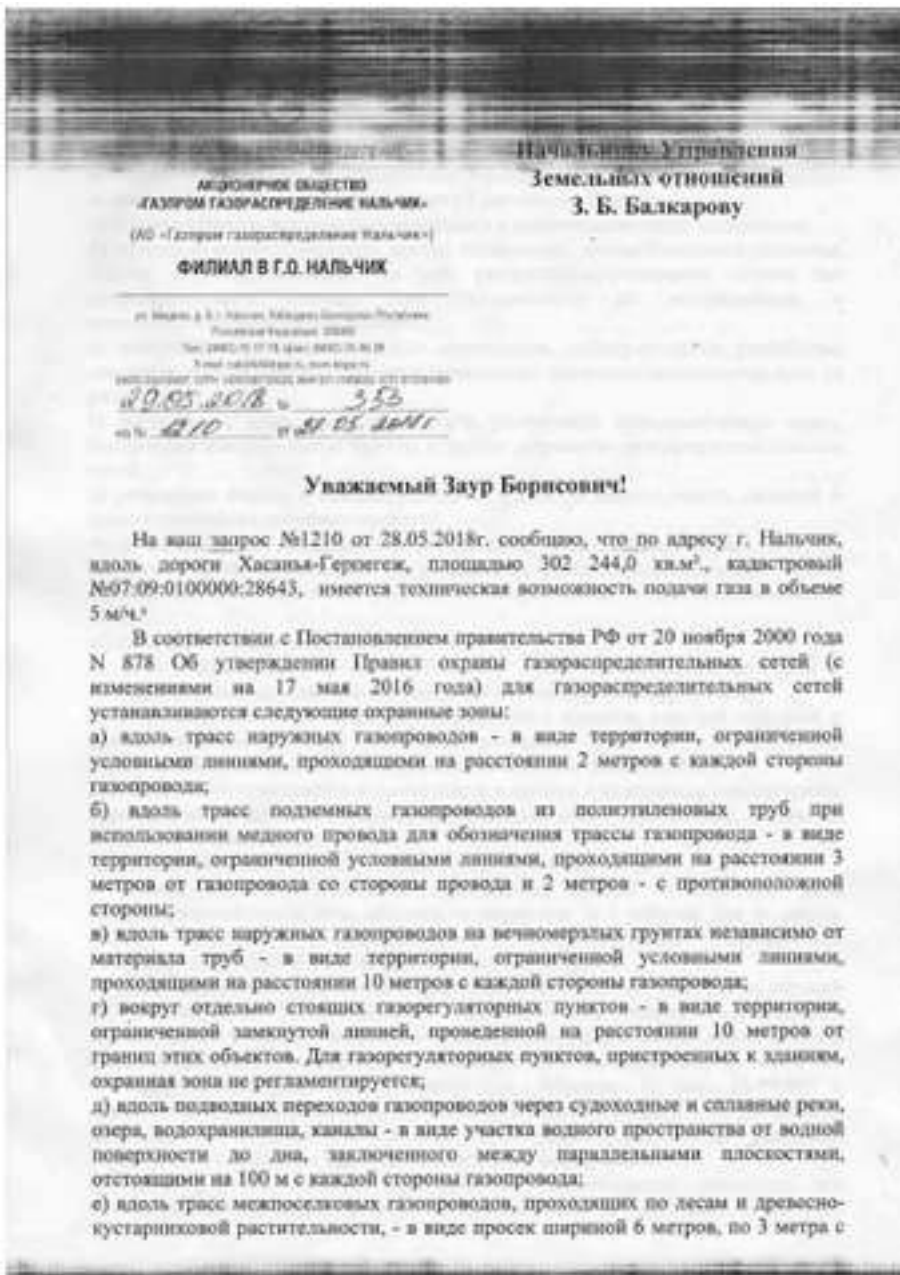 Начальнику Управления
Земельных отношений
З. Б. Балкарову
АКЦИОНЕРНОЕ ОБЩЕСТВО
«ГАЗПРОМ ГАЗОРАСПРЕДЕЛЕНИЕ НАЛЬЧИК»
(АО «Газпром газораспределение Нальчик»)
ФИЛИАЛ В Г.О. НАЛЬЧИК
29.05.2018 № 353
на № 1210 от
Уважаемый Заур Борисович!
На ваш запрос №1210 от 28.05.2018г. сообщаю, что по адресу г. Нальчик,
вдоль дороги Хасанья-Герпегеж, площадью 302 244,0 кв.м²., кадастровый
№07:09:0100000:28643, имеется техническая возможность подачи газа в объеме
5 м/ч.³
В соответствии с Постановлением правительства РФ от 20 ноября 2000 года
N 878 Об утверждении Правил охраны газораспределительных сетей (с
изменениями на 17 мая 2016 года) для газораспределительных сетей
устанавливаются следующие охранные зоны:
а) вдоль трасс наружных газопроводов - в виде территории, ограниченной
условными линиями, проходящими на расстоянии 2 метров с каждой стороны
газопровода;
б) вдоль трасс подземных газопроводов из полиэтиленовых труб при
использовании медного провода для обозначения трассы газопровода - в виде
территории, ограниченной условными линиями, проходящими на расстоянии 3
метров от газопровода со стороны провода и 2 метров - с противоположной
стороны;
в) вдоль трасс наружных газопроводов на вечномерзлых грунтах независимо от
материала труб - в виде территории, ограниченной условными линиями,
проходящими на расстоянии 10 метров с каждой стороны газопровода;
г) вокруг отдельно стоящих газорегуляторных пунктов - в виде территории,
ограниченной замкнутой линией, проведенной на расстоянии 10 метров от
границ этих объектов. Для газорегуляторных пунктов, пристроенных к зданиям,
охранная зона не регламентируется;
д) вдоль подводных переходов газопроводов через судоходные и сплавные реки,
озера, водохранилища, каналы - в виде участка водного пространства от водной
поверхности до дна, заключенного между параллельными плоскостями,
отстоящими на 100 м с каждой стороны газопровода;
е) вдоль трасс межпоселковых газопроводов, проходящих по лесам и древесно-
кустарниковой растительности, - в виде просек шириной 6 метров, по 3 метра с